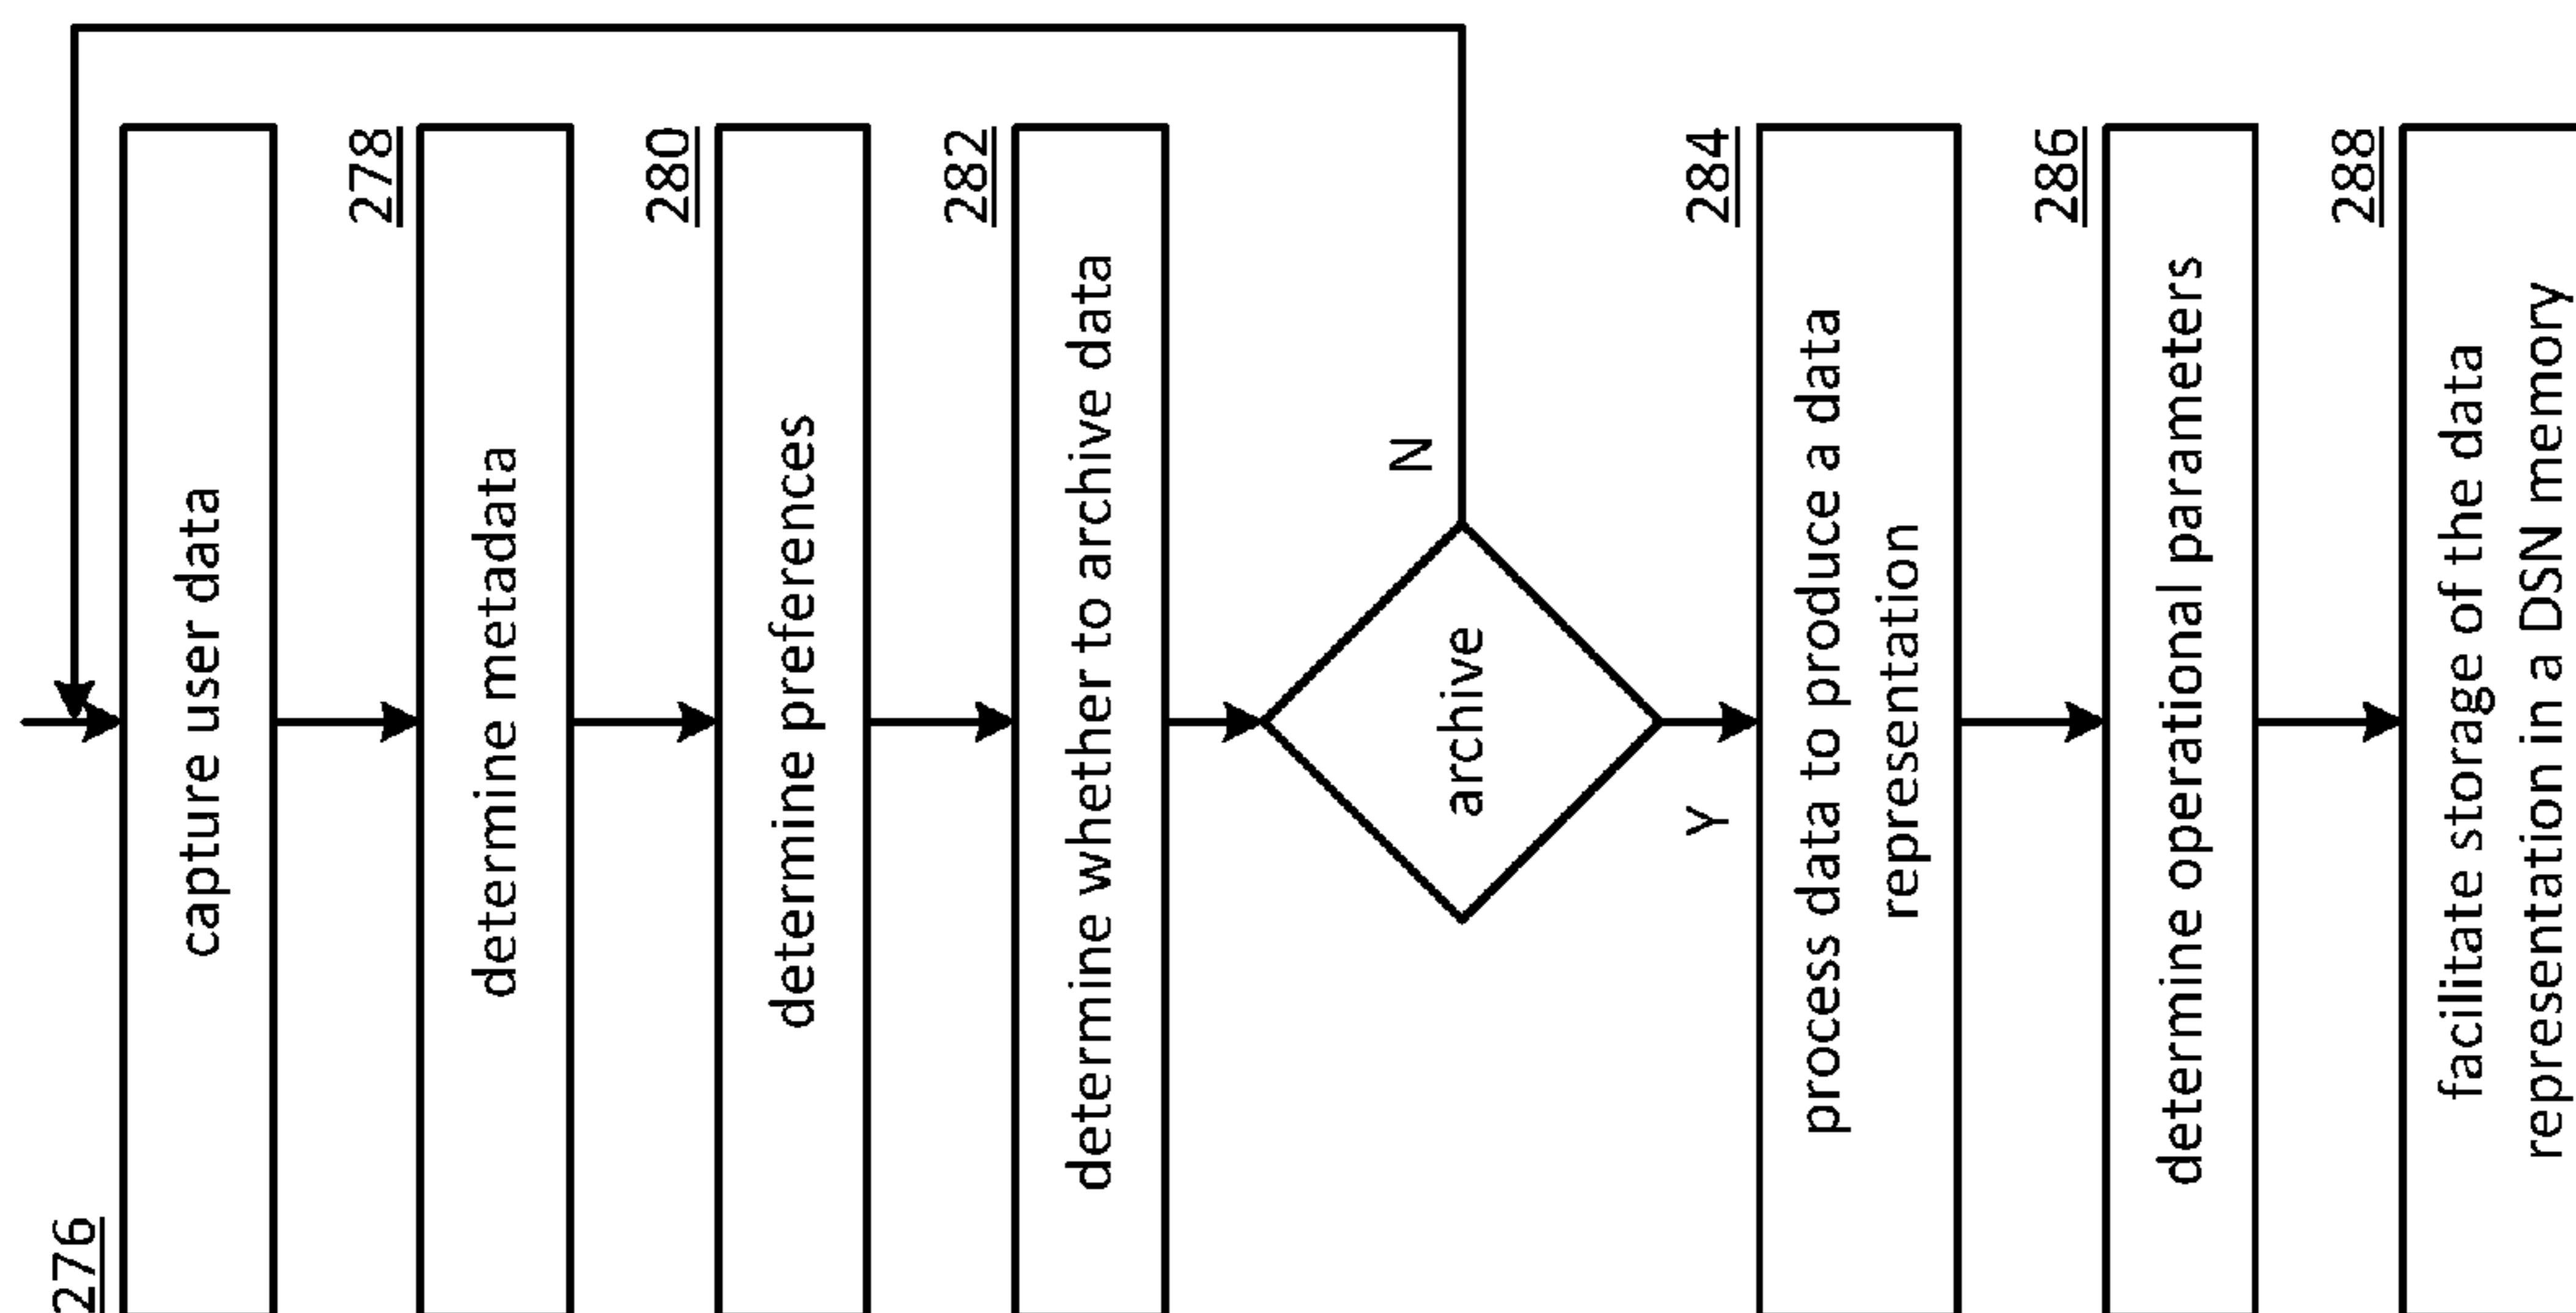 276
capture user data
278
determine metadata
280
determine preferences
282
determine whether to archive data
archive
N
Y
284
process data to produce a data
representation
286
determine operational parameters
288
facilitate storage of the data
representation in a DSN memory